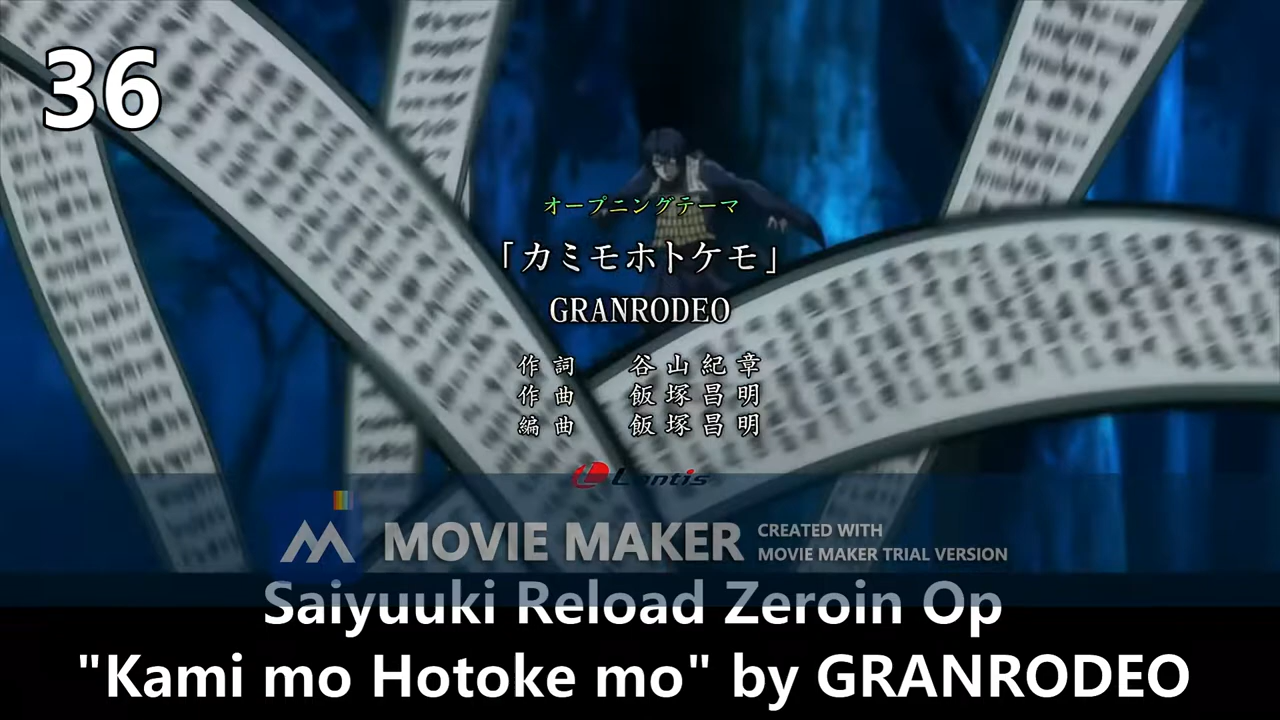 36
オープニングテーマ
「カミモホトケモ」
GRANRODEO
作詞 谷山紀章
作曲 飯塚昌明
編曲 飯塚昌明
Lantis
MOVIE MAKER
CREATED WITH
MOVIE MAKER TRIAL VERSION
Saiyuuki Reload Zeroin Op
"Kami mo Hotoke mo" by GRANRODEO